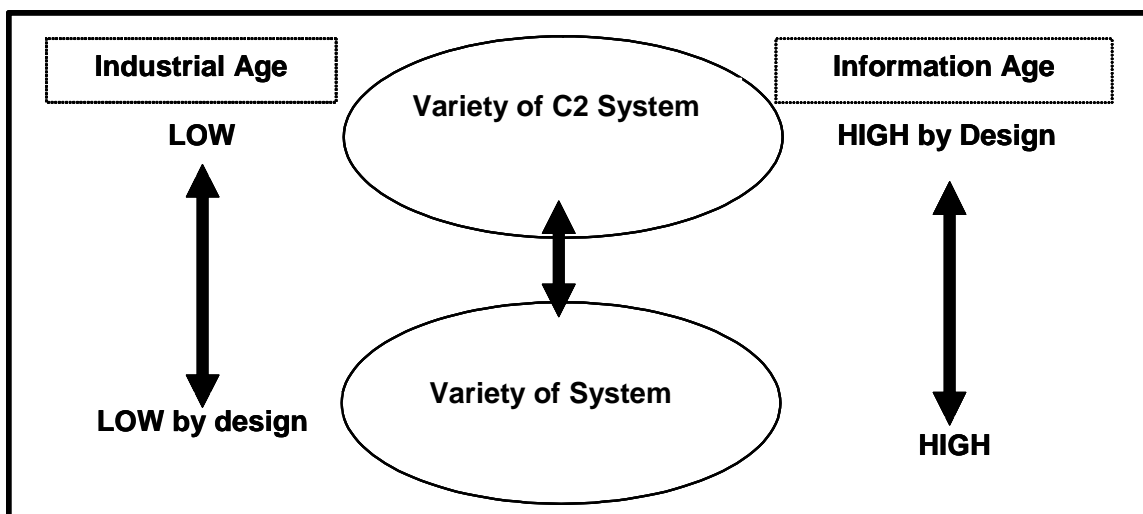 Industrial Age
Variety of C2 System
Information Age
LOW
HIGH by Design
Variety of System
LOW by design
HIGH